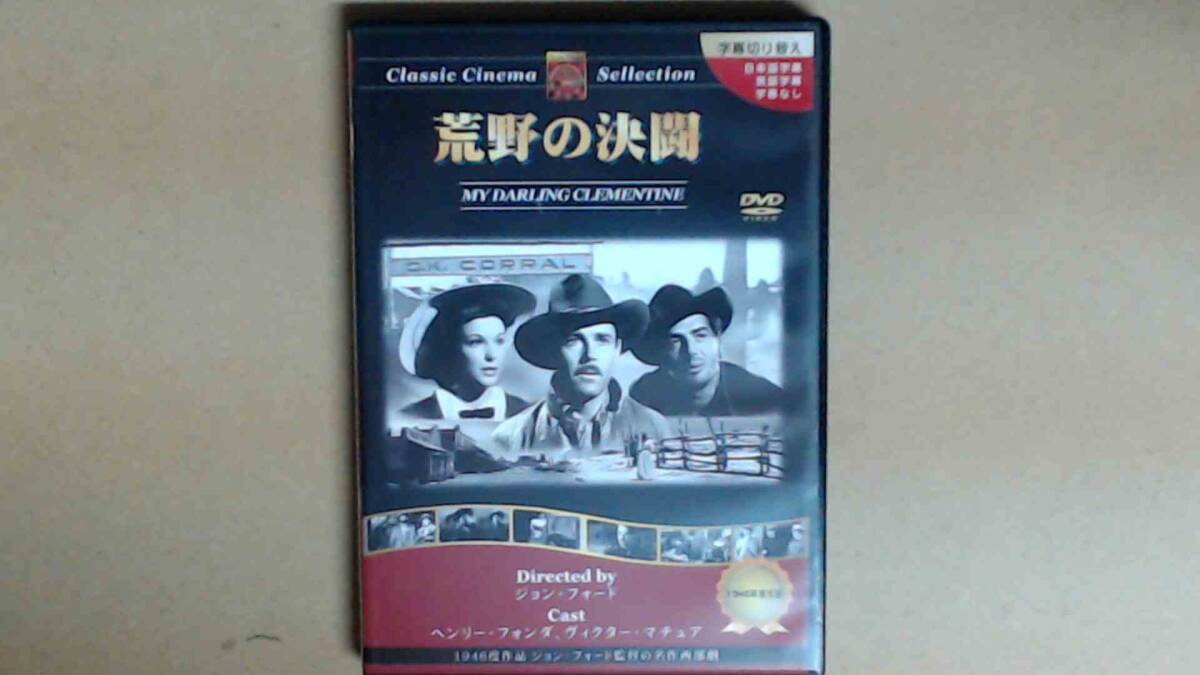 字幕切り替え
日本語字幕
英語字幕
字幕なし
Classic Cinema Sellection
荒野の決闘
MY DARLING CLEMENTINE
DVD
VIDEO
O.K. CORRAL
Directed by
ジョン・フォード
Cast
ヘンリー・フォンダ、ヴィクター・マチュア
1946度作品 ジョン・フォード監督の名作西部劇